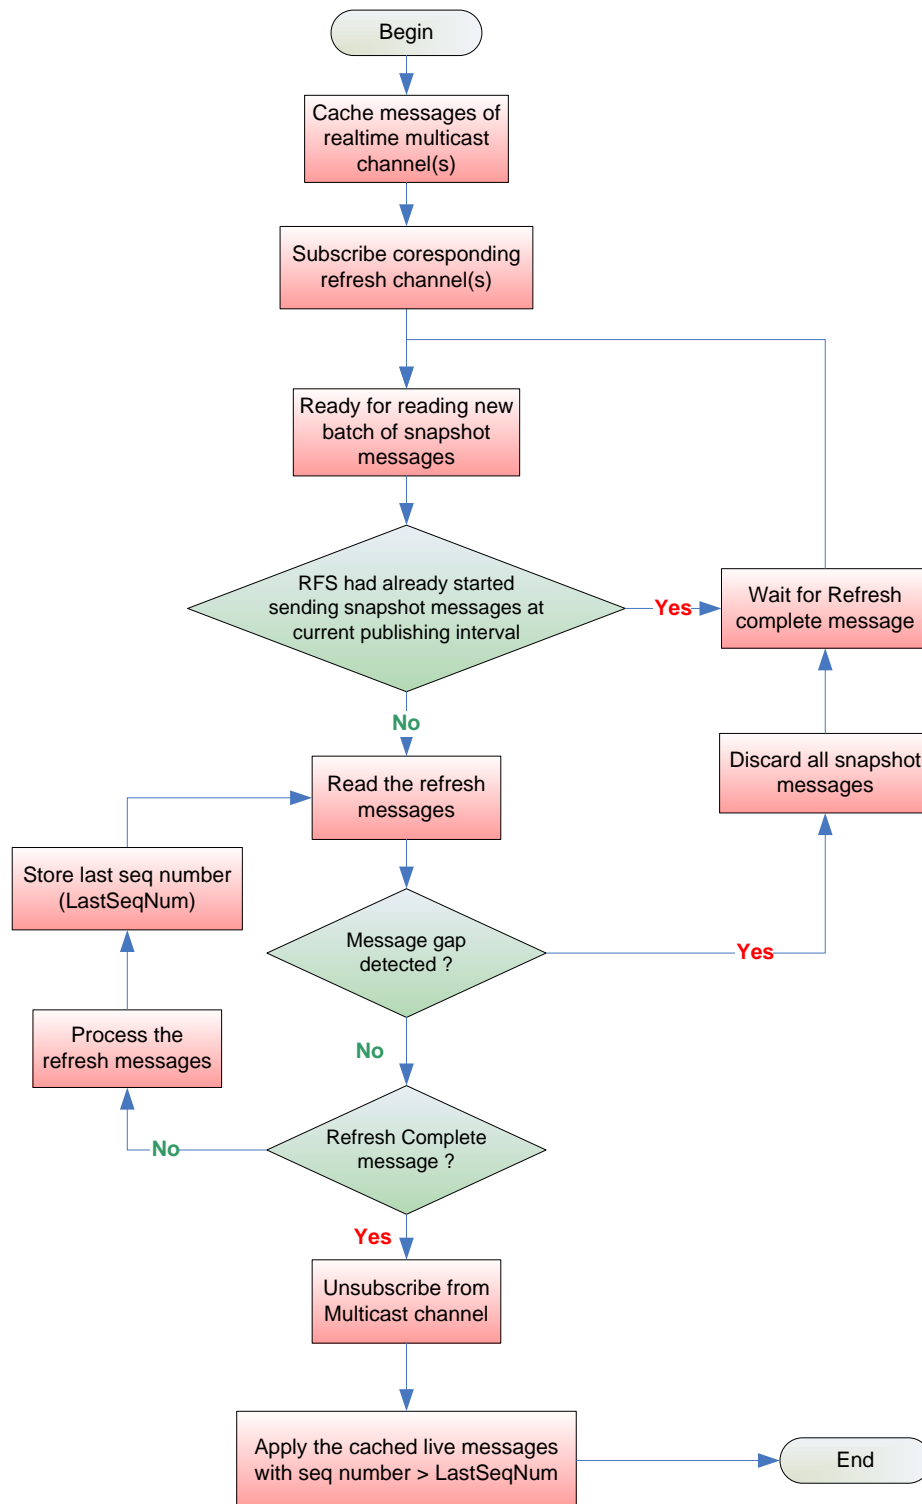 Begin
Cache messages of
realtime multicast
channel(s)
Subscribe coresponding
refresh channel(s)
Ready for reading new
batch of snapshot
messages
RFS had already started
sending snapshot messages at
current publishing interval
Yes
Wait for Refresh
complete message
No
Discard all snapshot
messages
Read the refresh
messages
Store last seq number
(LastSeqNum)
Message gap
detected ?
Yes
Process the
refresh messages
No
Refresh Complete
message ?
No
Yes
Unsubscribe from
Multicast channel
Apply the cached live messages
with seq number > LastSeqNum
End